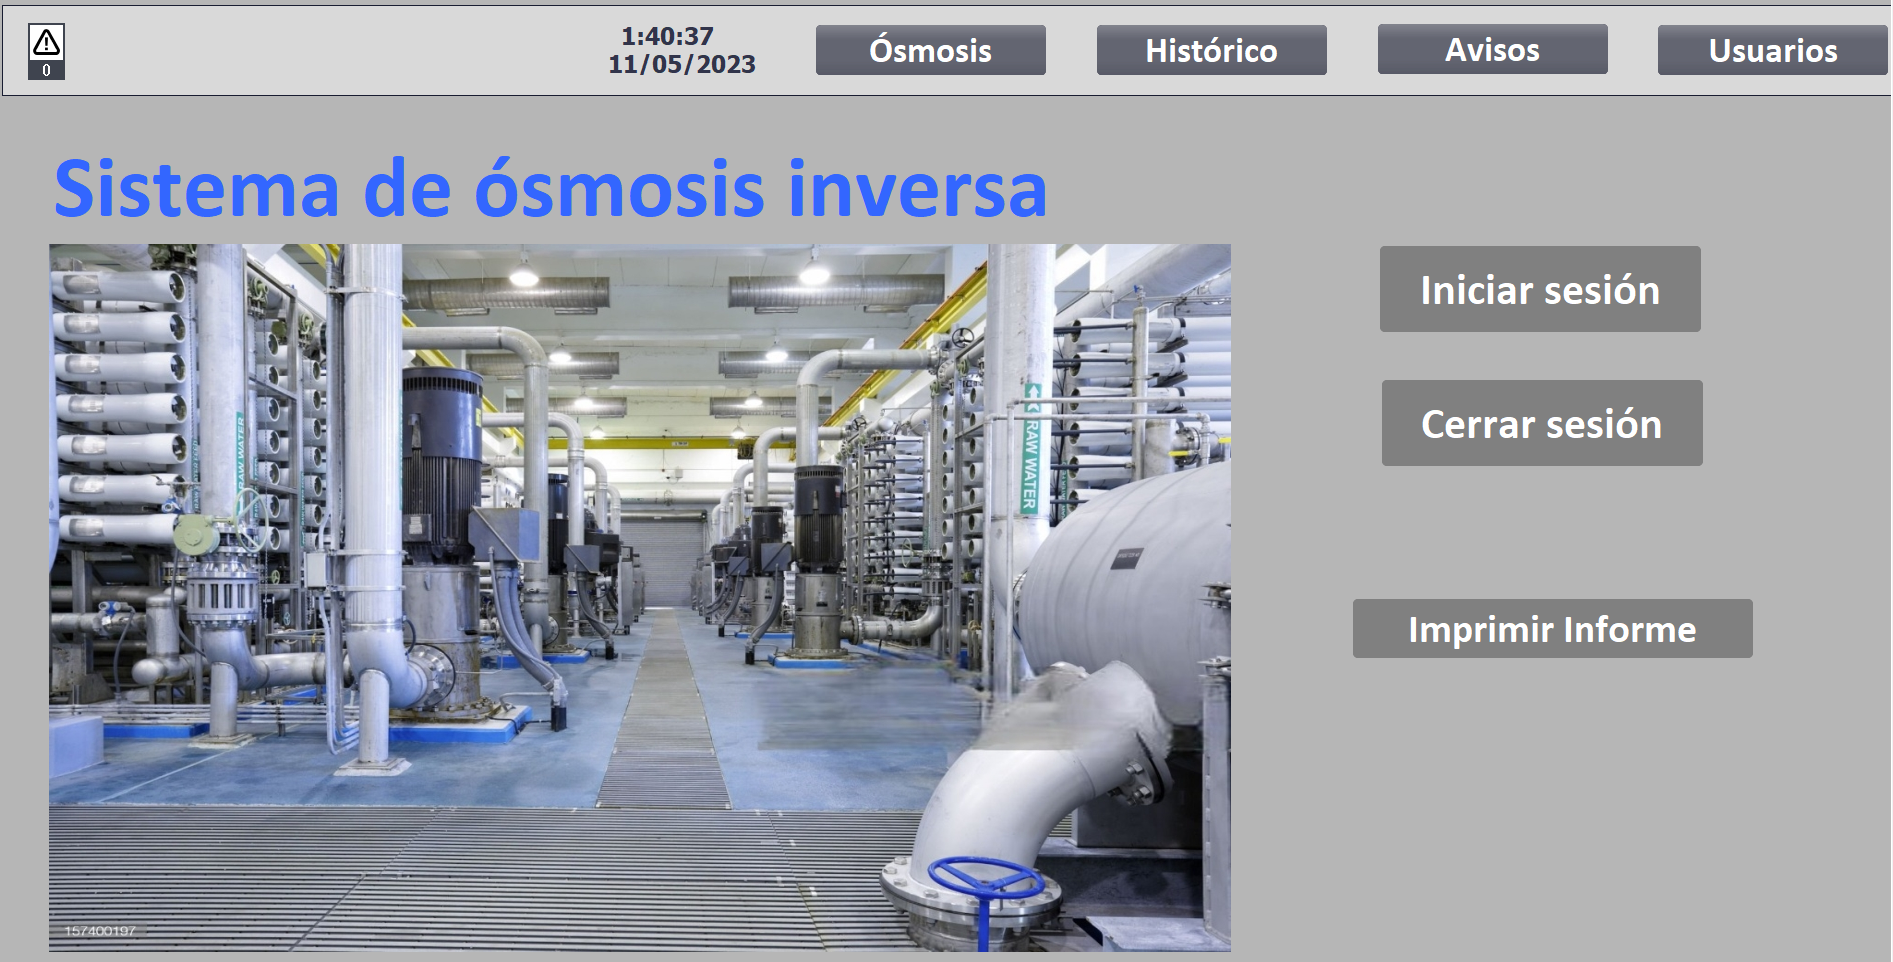 0
1:40:37
11/05/2023
Ósmosis
Histórico
Avisos
Usuarios
Sistema de ósmosis inversa
Iniciar sesión
Cerrar sesión
Imprimir Informe
RAW WATER
RAW WATER
157400197